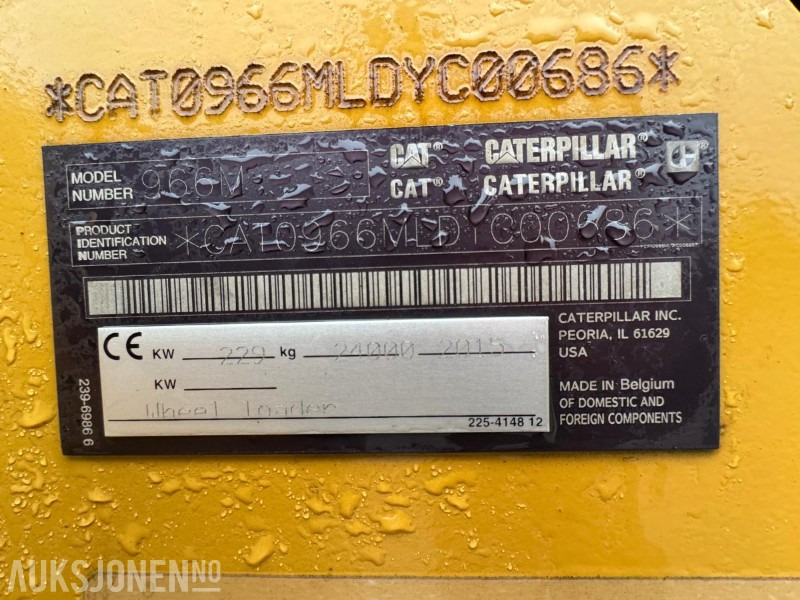 *CAT0966MLDYC00686*
MODEL NUMBER 966M
CAT® CATERPILLAR®
CAT® CATERPILLAR®
PRODUCT IDENTIFICATION NUMBER *CAT0966MLDYC00686*
CATERPILLAR INC.
PEORIA, IL 61629
USA
CE KW 229 kg 24000 2015
KW
Wheel Loader
225-4148 12
MADE IN Belgium
OF DOMESTIC AND
FOREIGN COMPONENTS
239-6986 6
AUKSJONEN.NO